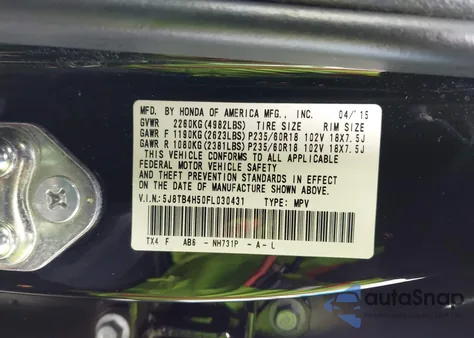 MFD. BY HONDA OF AMERICA MFG., INC. 04/'15
GVWR 2260KG(4982LBS) TIRE SIZE RIM SIZE
GAWR F 1190KG(2623LBS) P235/60R18 102V 18X7.5J
GAWR R 1080KG(2381LBS) P235/60R18 102V 18X7.5J
THIS VEHICLE CONFORMS TO ALL APPLICABLE
FEDERAL MOTOR VEHICLE SAFETY
AND THEFT PREVENTION STANDARDS IN EFFECT ON
THE DATE OF MANUFACTURE SHOWN ABOVE.
V.I.N:5J8TB4H50FL030431 TYPE: MPV
TX4 F AB6 - NH731P - A - L
autoSnap